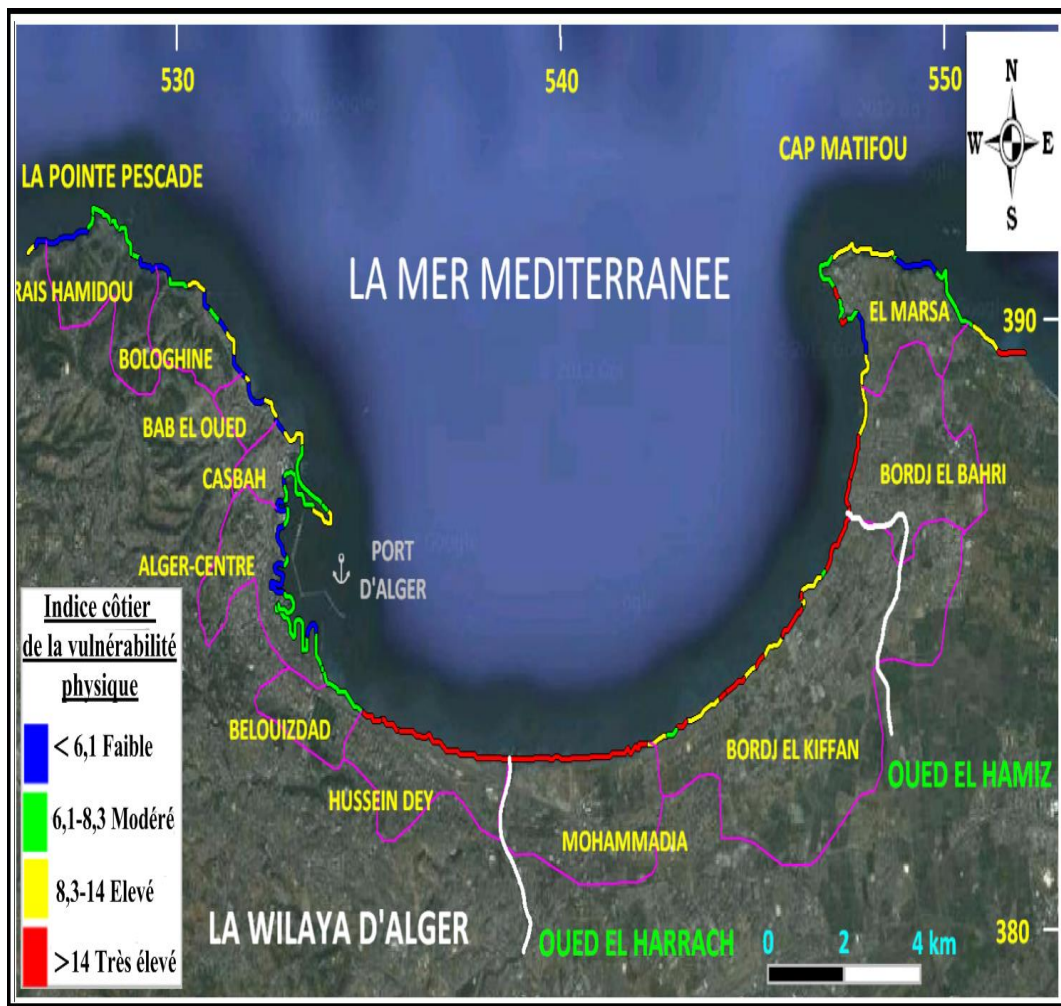 530
540
550
N
W
E
S
CAP MATIFOU
LA POINTE PESCADE
LA MER MEDITERRANEE
RAIS HAMIDOU
EL MARSA
390
BOLOGHINE
BAB EL OUED
CASBAH
BORDJ EL BAHRI
ALGER-CENTRE
PORT
D'ALGER
Indice côtier
de la vulnérabilité
physique
< 6,1 Faible
6,1-8,3 Modéré
8,3-14 Elevé
>14 Très élevé
BELOUIZDAD
HUSSEIN DEY
BORDJ EL KIFFAN
OUED EL HAMIZ
MOHAMMADIA
LA WILAYA D'ALGER
OUED EL HARRACH
0 2 4 km
380